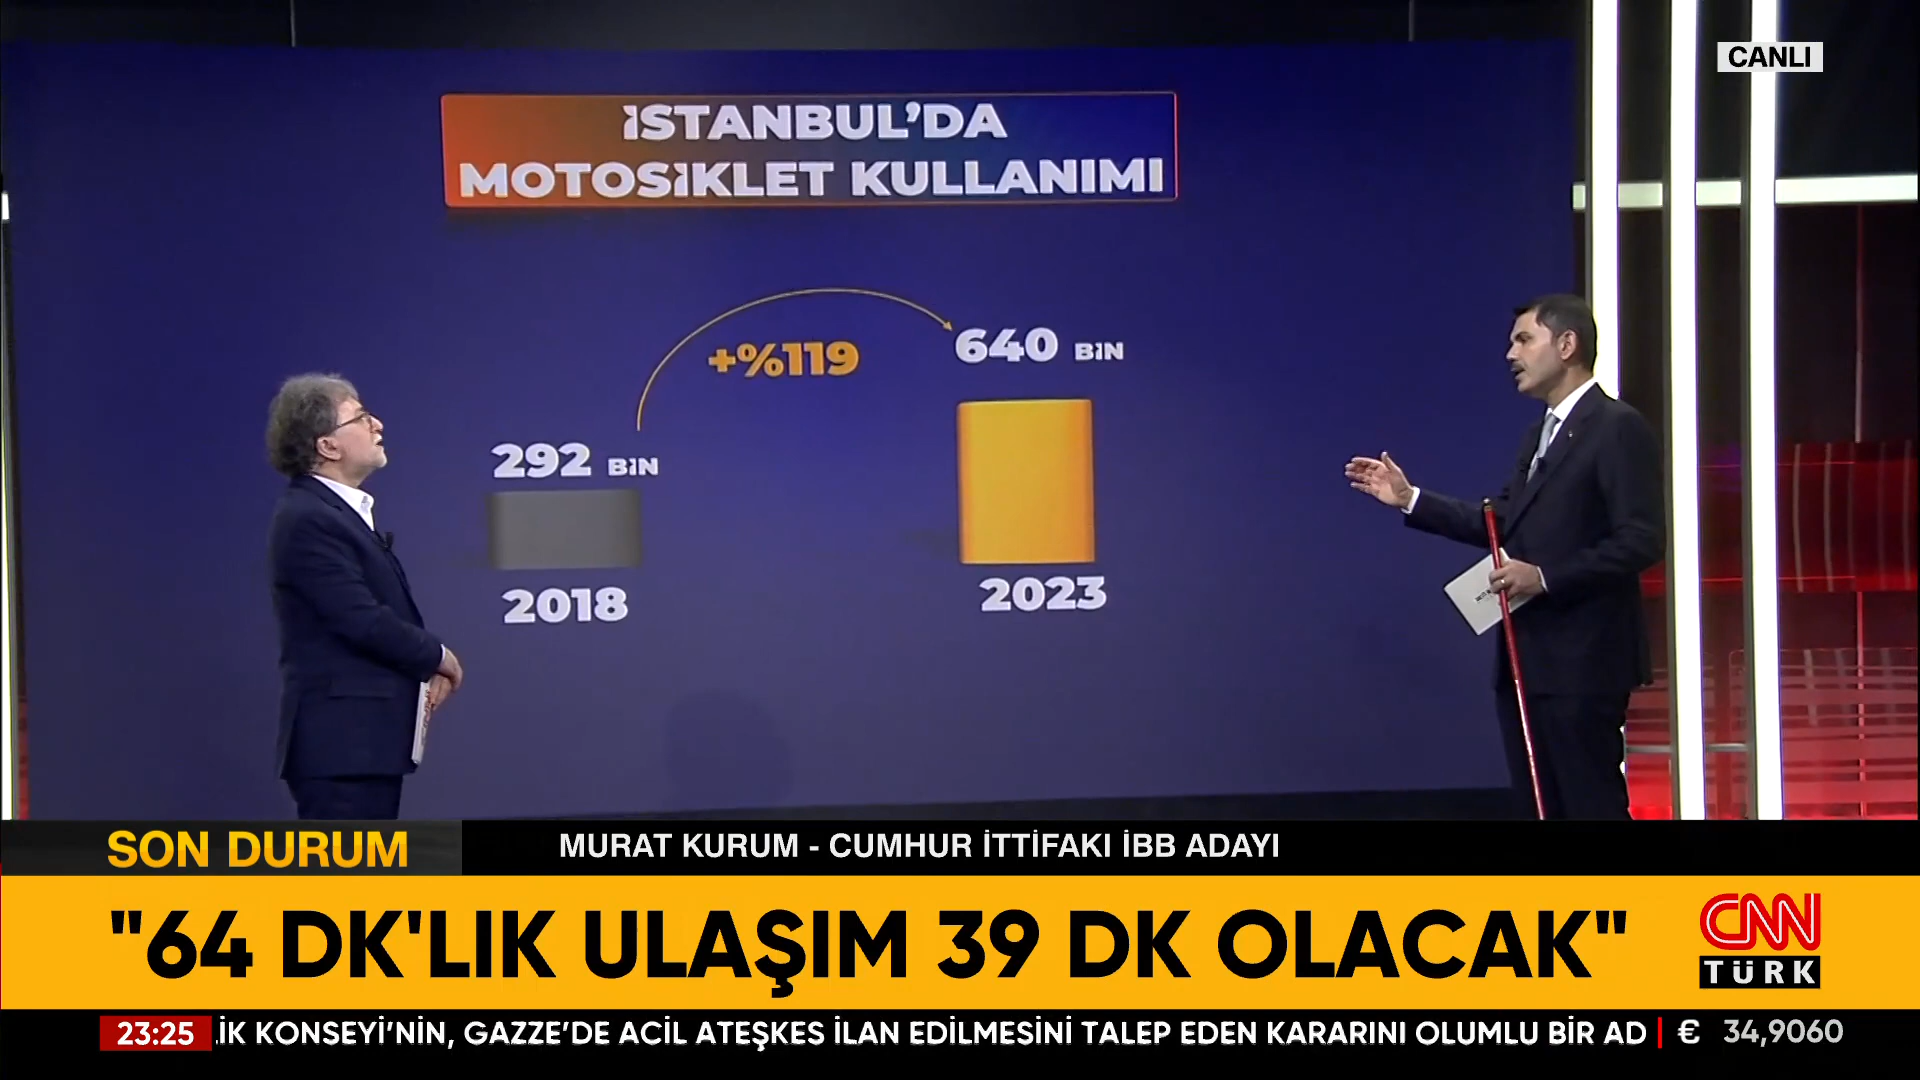 CANLI
İSTANBUL'DA
MOTOSİKLET KULLANIMI
+%119
640 BİN
292 BİN
2018
2023
SON DURUM
MURAT KURUM - CUMHUR İTTİFAKI İBB ADAYI
"64 DK'LIK ULAŞIM 39 DK OLACAK"
CNN
TÜRK
23:25
.İK KONSEYİ'NİN, GAZZE'DE ACİL ATEŞKES İLAN EDİLMESİNİ TALEP EDEN KARARINI OLUMLU BİR AD
€ 34,9060